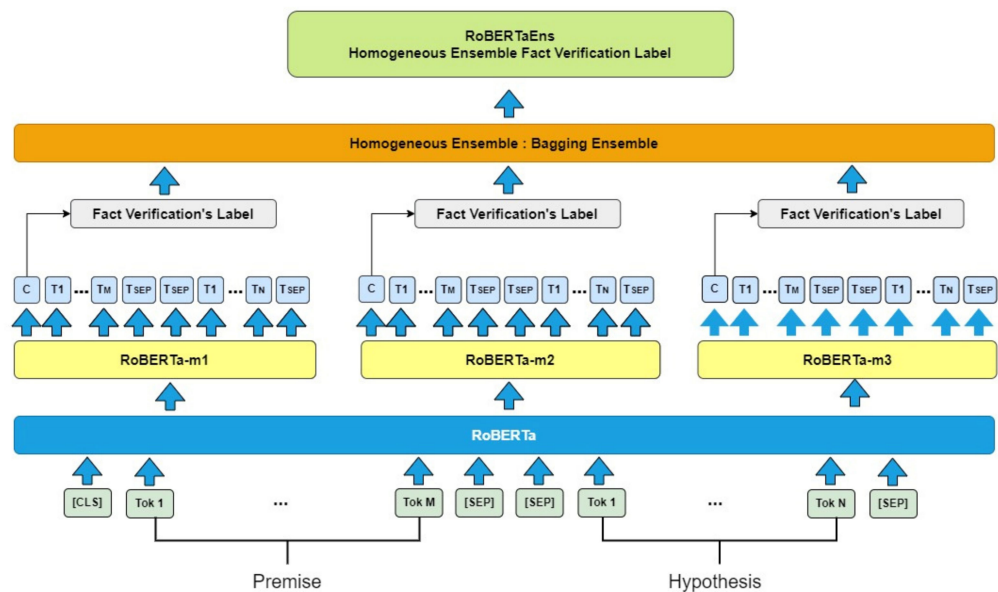 RoBERTaEns
Homogeneous Ensemble Fact Verification Label
Homogeneous Ensemble : Bagging Ensemble
Fact Verification's Label Fact Verification's Label Fact Verification's Label
C T1 ... TM TSEP TSEP T1 ... TN TSEP C T1 ... TM TSEP TSEP T1 ... TN TSEP C T1 ... TM TSEP TSEP T1 ... TN TSEP
RoBERTa-m1 RoBERTa-m2 RoBERTa-m3
RoBERTa
[CLS] Tok 1 ... Tok M [SEP] [SEP] Tok 1 ... Tok N [SEP]
Premise Hypothesis